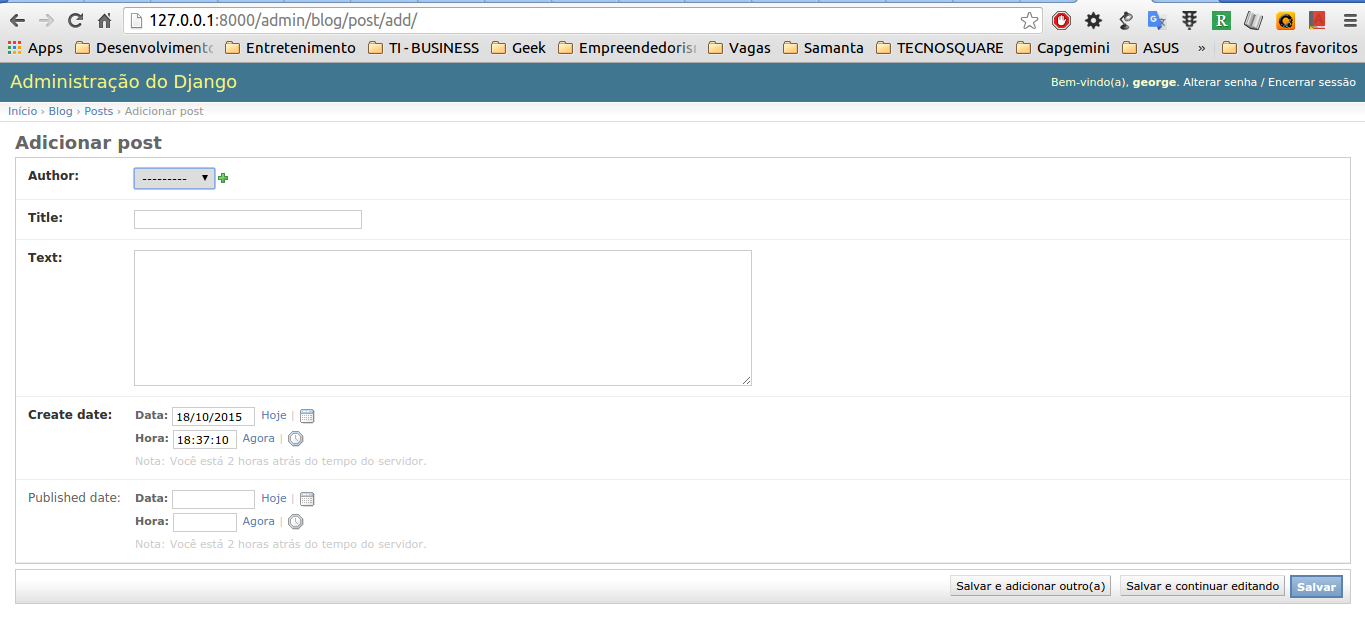 127.0.0.1:8000/admin/blog/post/add/
Apps Desenvolvimento Entretenimento TI - BUSINESS Geek Empreendedoris Vagas Samanta TECNOSQUARE Capgemini ASUS » Outros favoritos
Administração do Django
Bem-vindo(a), george. Alterar senha / Encerrar sessão
Início › Blog › Posts › Adicionar post
Adicionar post
Author: ---------
Title:
Text:
Create date: Data: 18/10/2015 Hoje |
Hora: 18:37:10 Agora |
Nota: Você está 2 horas atrás do tempo do servidor.
Published date: Data: Hoje |
Hora: Agora |
Nota: Você está 2 horas atrás do tempo do servidor.
Salvar e adicionar outro(a) Salvar e continuar editando Salvar